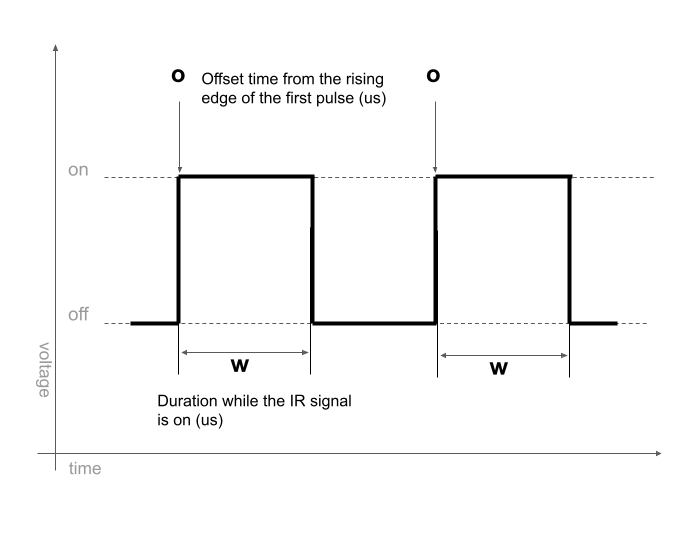 O
Offset time from the rising
edge of the first pulse (us)
O
on
off
voltage
W
W
Duration while the IR signal
is on (us)
time